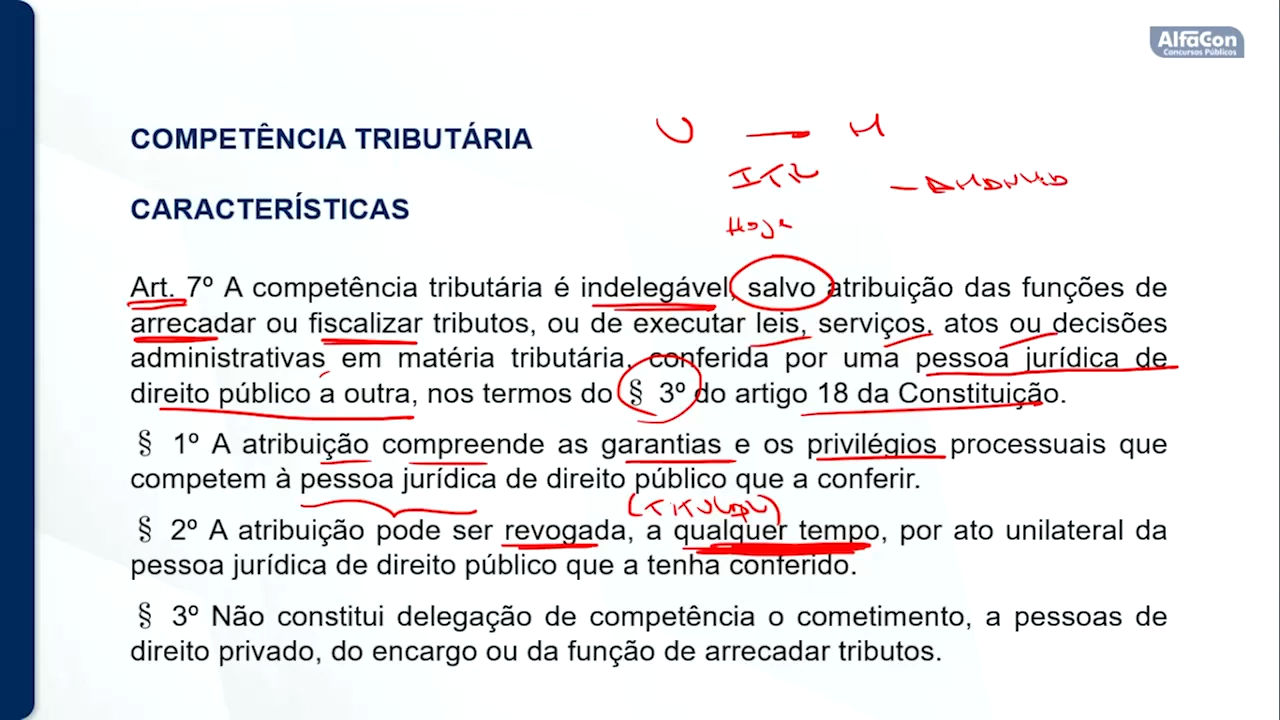 AlfaCon
Concursos Públicos
COMPETÊNCIA TRIBUTÁRIA
U — M
ITR
- AMANHÃ
CARACTERÍSTICAS
Hoje
Art. 7º A competência tributária é indelegável, salvo atribuição das funções de
arrecadar ou fiscalizar tributos, ou de executar leis, serviços, atos ou decisões
administrativas em matéria tributária, conferida por uma pessoa jurídica de
direito público a outra, nos termos do § 3º do artigo 18 da Constituição.
§ 1º A atribuição compreende as garantias e os privilégios processuais que
competem à pessoa jurídica de direito público que a conferir.
(TITULAR)
§ 2º A atribuição pode ser revogada, a qualquer tempo, por ato unilateral da
pessoa jurídica de direito público que a tenha conferido.
§ 3º Não constitui delegação de competência o cometimento, a pessoas de
direito privado, do encargo ou da função de arrecadar tributos.